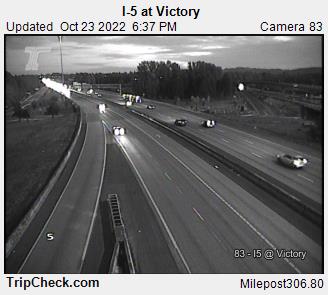 I-5 at Victory
Updated Oct 23 2022 6:37 PM Camera 83
T
S
83 - I5 @ Victory
TripCheck.com Milepost306.80